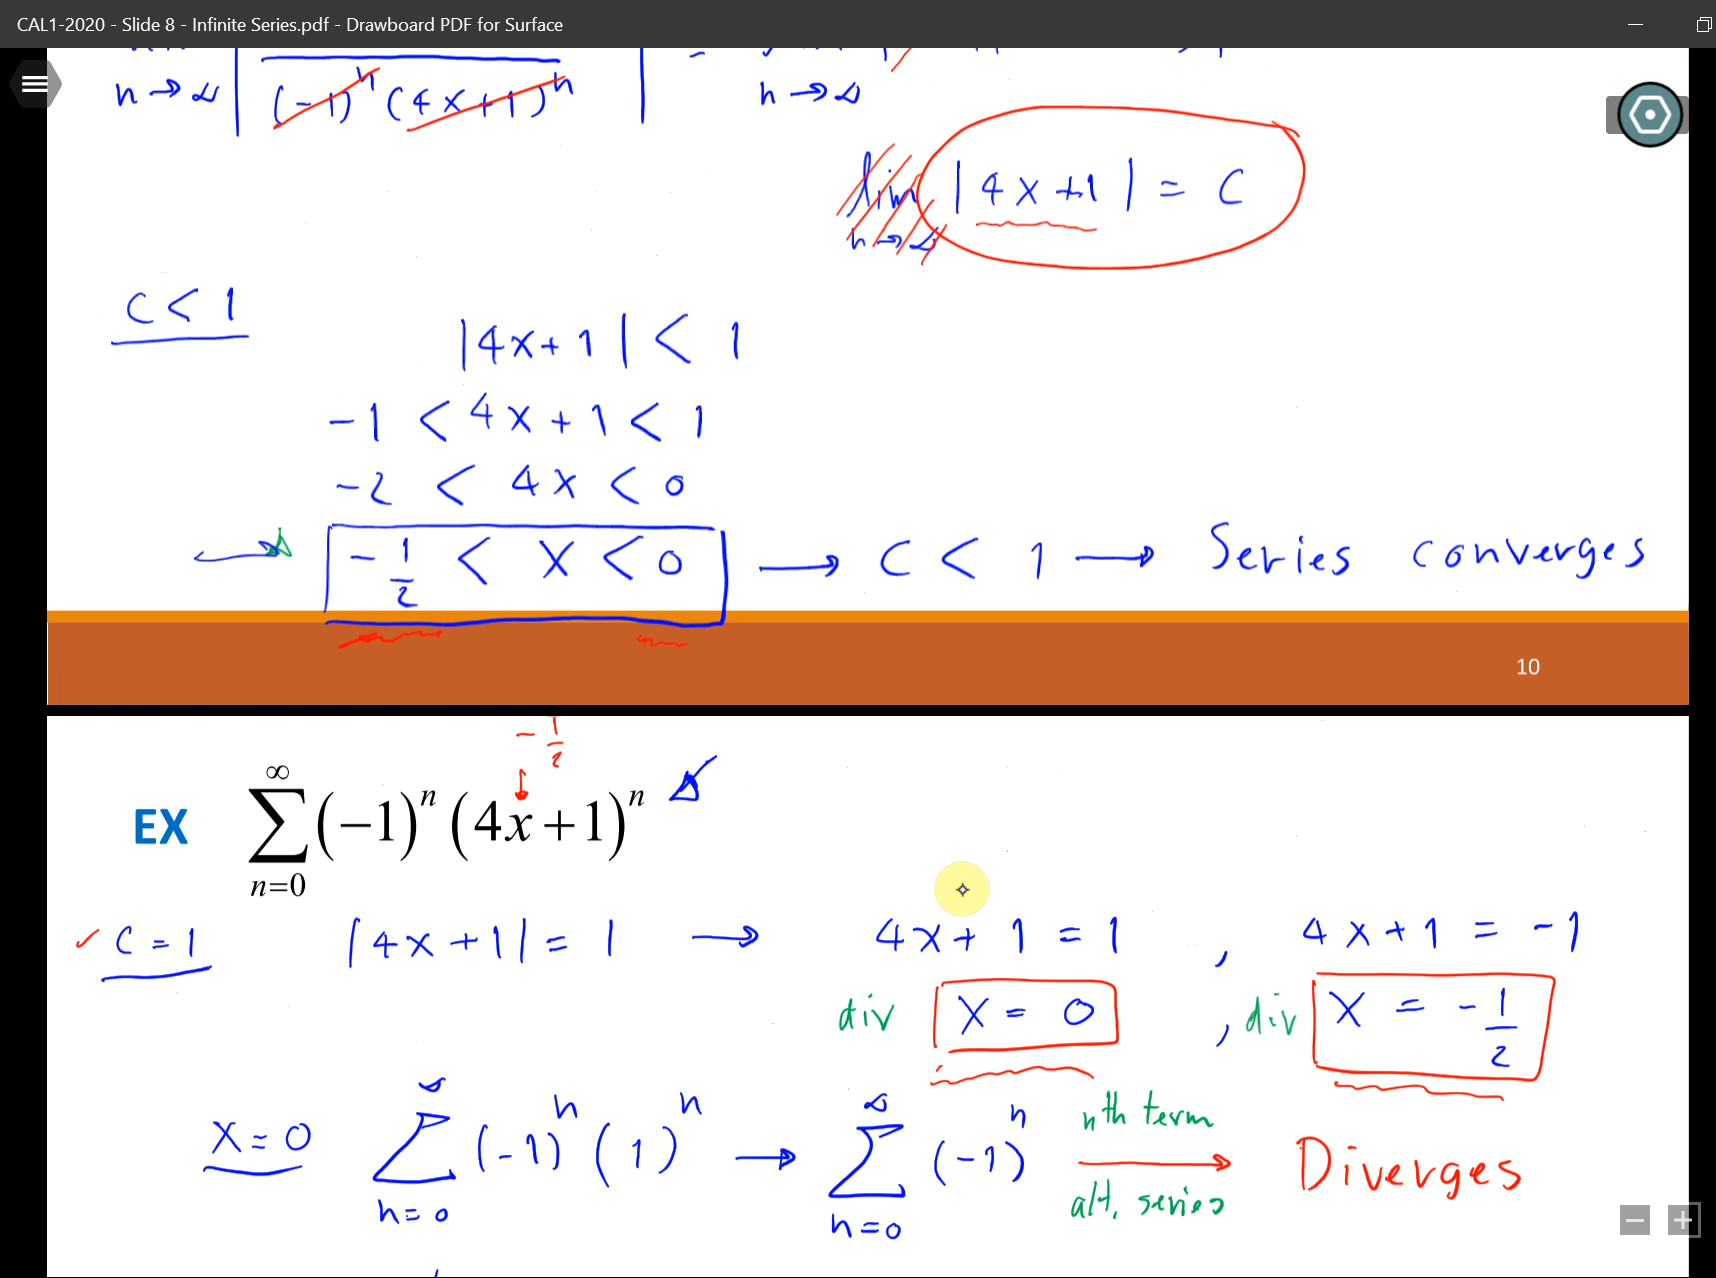 CAL1-2020 - Slide 8 - Infinite Series.pdf - Drawboard PDF for Surface
n → ∞ | (-1)^n (4x+1)^n | = n → ∞
lim n → ∞ |4x+1| = C
C < 1
|4x+1| < 1
-1 < 4x+1 < 1
-2 < 4x < 0
-1/2 < x < 0 → C < 1 → Series converges
10
-1/2
EX ∑_{n=0}^{∞} (−1)^n (4x+1)^n
C = 1 |4x+1| = 1 → 4x+1 = 1 , 4x+1 = -1
div x = 0 , div x = -1/2
x = 0 ∑_{n=0}^{∞} (-1)^n (1)^n → ∑_{n=0}^{∞} (-1)^n nth term alt. series → Diverges